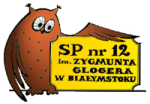 SP nr 12
im. ZYGMUNTA
GLOGERA
W BIAŁYMSTOKU